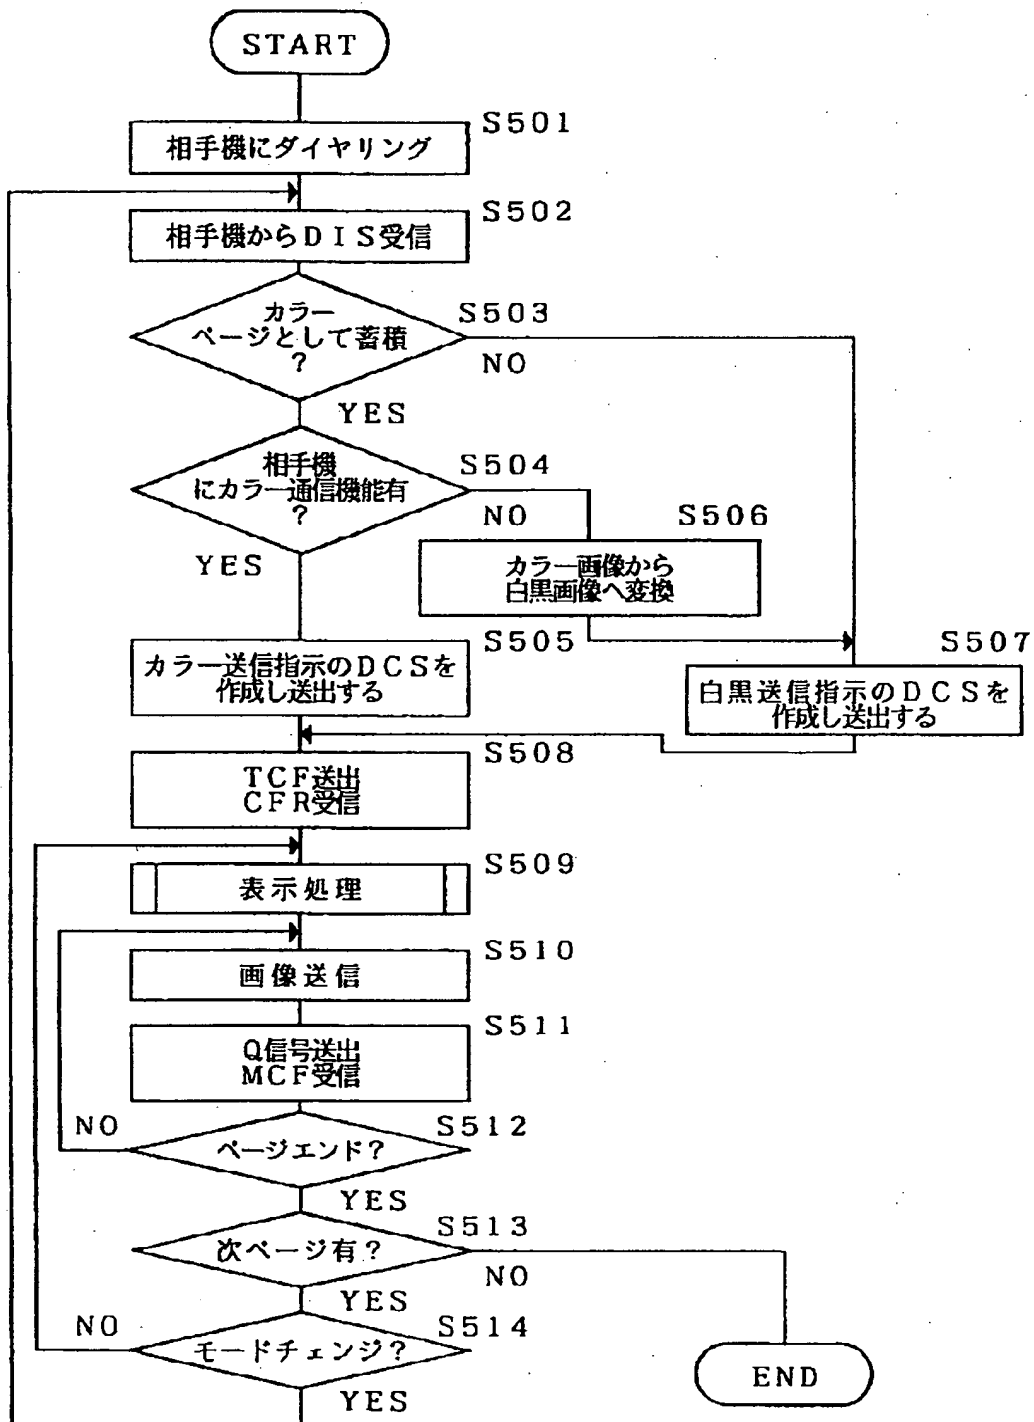 START
S501
相手機にダイヤリング
S502
相手機からDIS受信
S503
カラー
ページとして蓄積
?
NO
YES
S504
相手機
にカラー通信機能有
?
NO
YES
S506
カラー画像から
白黒画像へ変換
S505
カラー送信指示のDCSを
作成し送出する
S507
白黒送信指示のDCSを
作成し送出する
S508
TCF送出
CFR受信
S509
表示処理
S510
画像送信
S511
Q信号送出
MCF受信
S512
ページエンド?
NO
YES
S513
次ページ有?
NO
YES
S514
モードチェンジ?
NO
YES
END